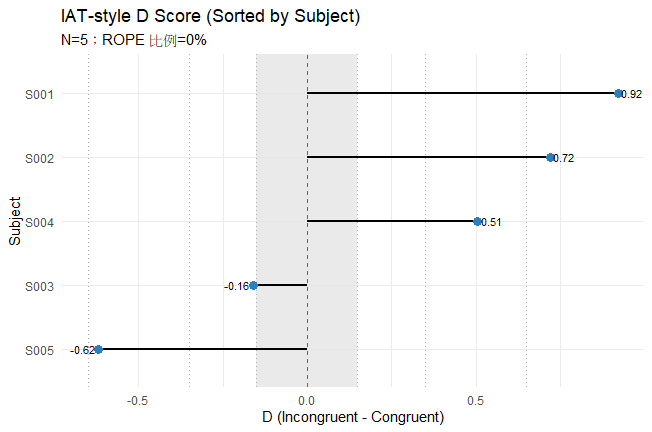 IAT-style D Score (Sorted by Subject)
N=5；ROPE 比例=0%
Subject
S001
0.92
S002
0.72
S004
0.51
S003
-0.16
S005
-0.62
-0.5
0.0
0.5
D (Incongruent - Congruent)